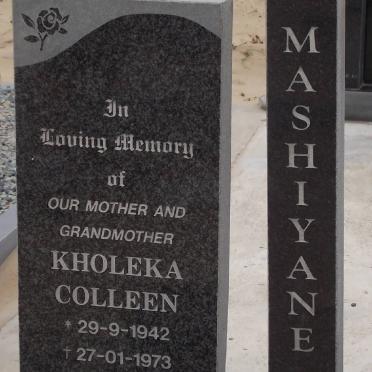 In
Loving Memory
of
OUR MOTHER AND
GRANDMOTHER
KHOLEKA
COLLEEN
* 29-9-1942
† 27-01-1973
MASHIYANE